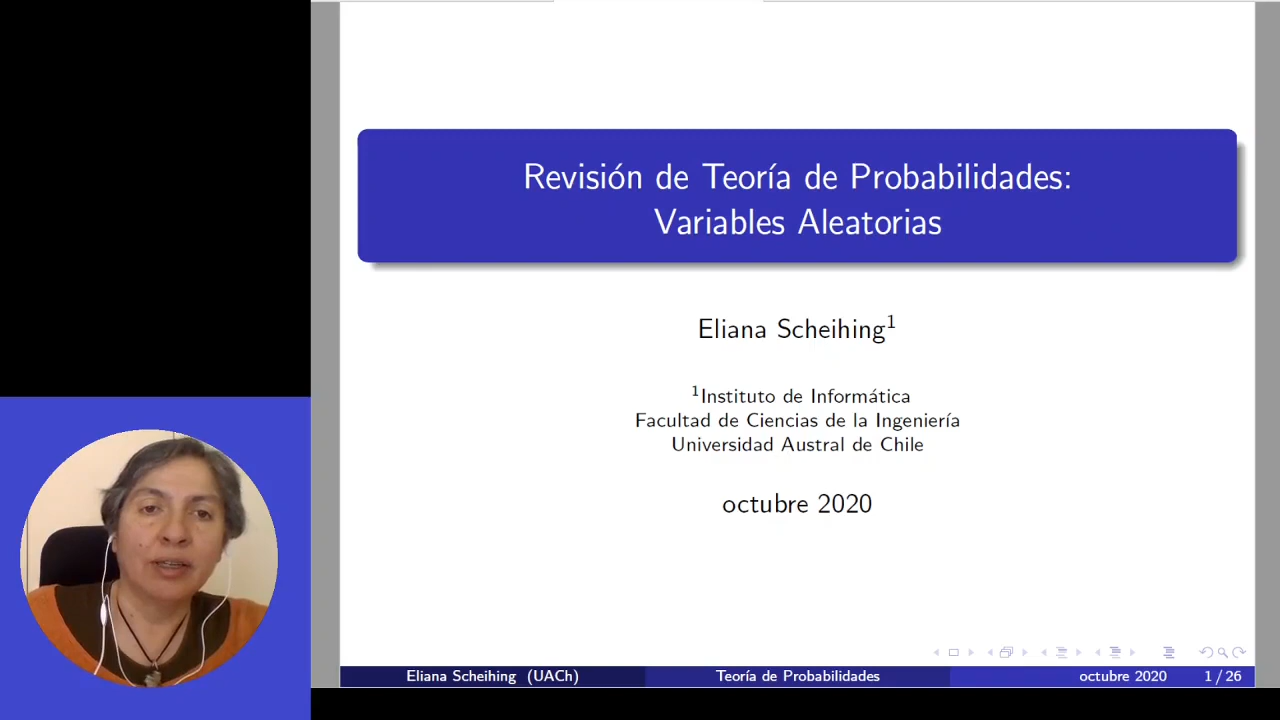 Revisión de Teoría de Probabilidades:
Variables Aleatorias
Eliana Scheihing¹
¹Instituto de Informática
Facultad de Ciencias de la Ingeniería
Universidad Austral de Chile
octubre 2020
Eliana Scheihing (UACh) Teoría de Probabilidades octubre 2020 1 / 26